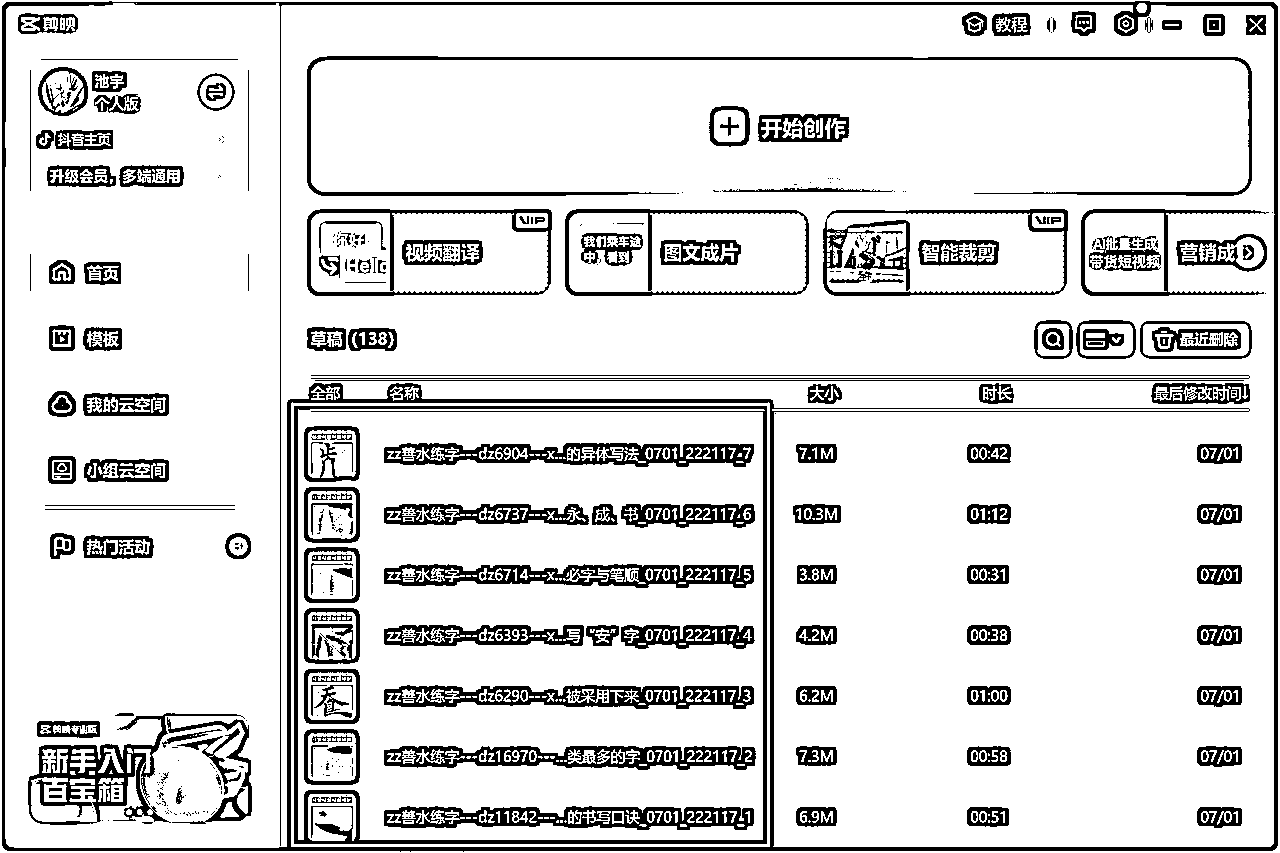 剪映
教程
池宇
个人版
抖音主页
升级会员，多端通用
首页
模板
我的云空间
小组云空间
热门活动
剪映专业版
新手入门
百宝箱
开始创作
你好
Hello
视频翻译
VIP
我们乘车途
中，看到
图文成片
智能裁剪
VIP
AI批量生成
带货短视频
营销成
草稿 (138)
最近删除
全部 名称 大小 时长 最后修改时间↓
zz善水练字---dz6904---x...的异体写法_0701_222117_7 7.1M 00:42 07/01
zz善水练字---dz6737---x...永、成、书_0701_222117_6 10.3M 01:12 07/01
zz善水练字---dz6714---x...必字与笔顺_0701_222117_5 3.8M 00:31 07/01
zz善水练字---dz6393---x...写“安”字_0701_222117_4 4.2M 00:38 07/01
zz善水练字---dz6290---x...被采用下来_0701_222117_3 6.2M 01:00 07/01
zz善水练字---dz16970---...类最多的字_0701_222117_2 7.3M 00:58 07/01
zz善水练字---dz11842---...的书写口诀_0701_222117_1 6.9M 00:51 07/01